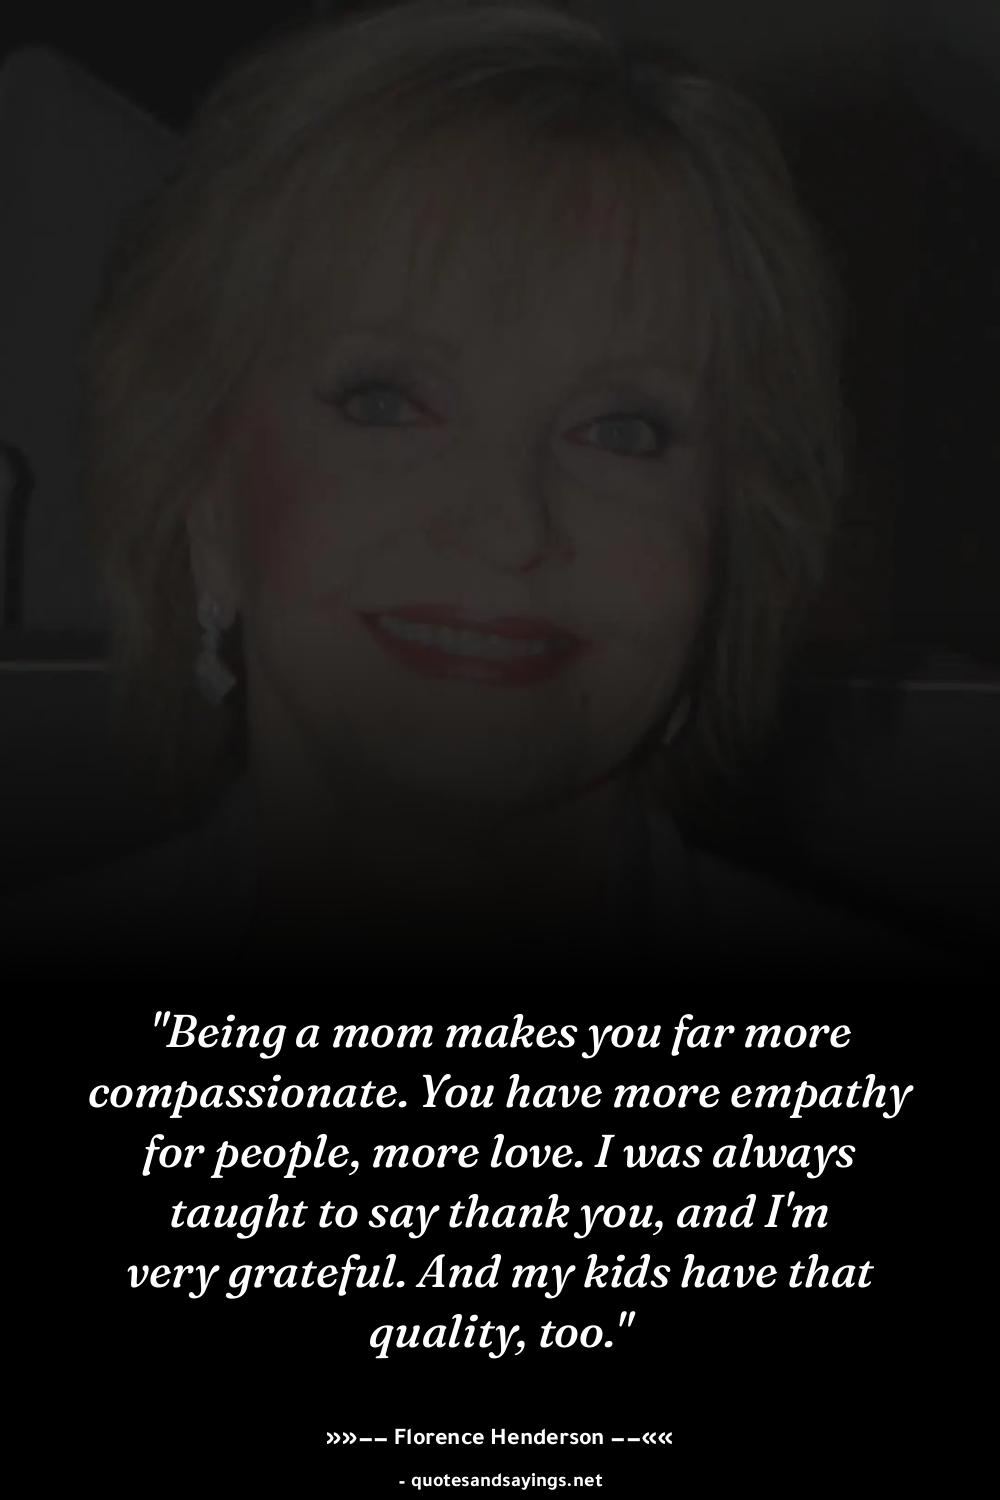 "Being a mom makes you far more
compassionate. You have more empathy
for people, more love. I was always
taught to say thank you, and I'm
very grateful. And my kids have that
quality, too."
»»−− Florence Henderson −−««
- quotesandsayings.net